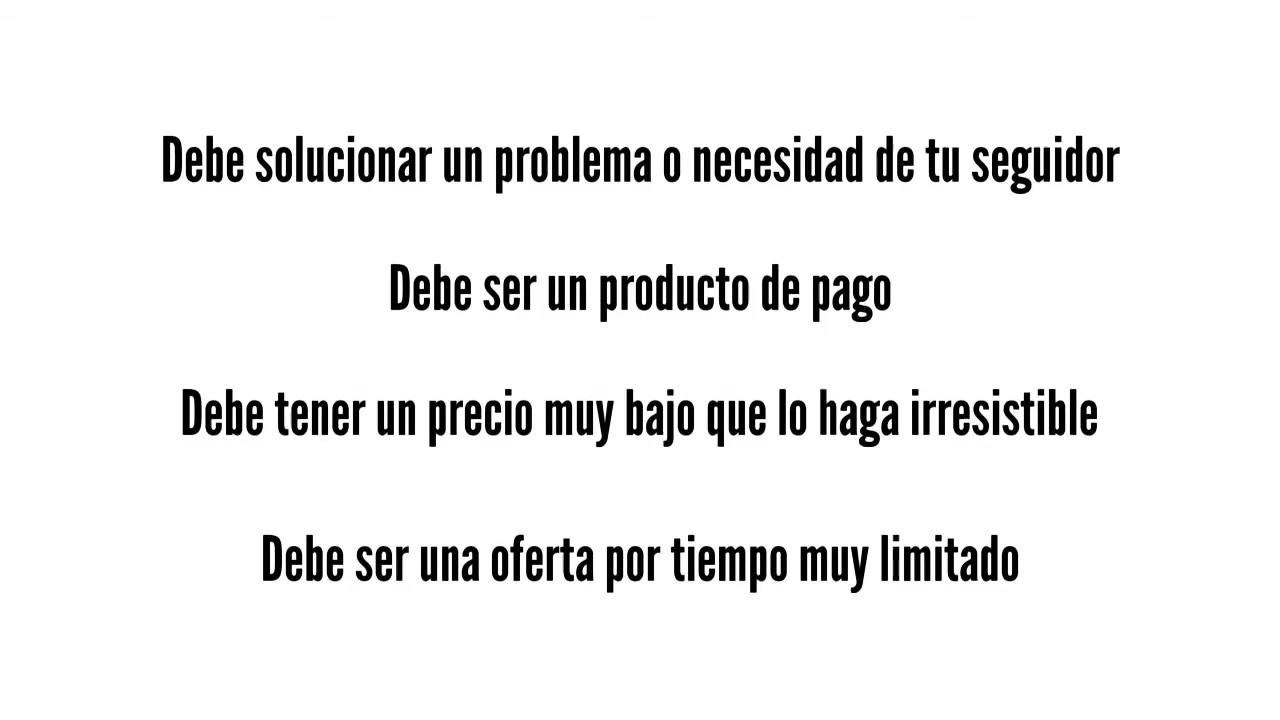 Debe solucionar un problema o necesidad de tu seguidor
Debe ser un producto de pago
Debe tener un precio muy bajo que lo haga irresistible
Debe ser una oferta por tiempo muy limitado